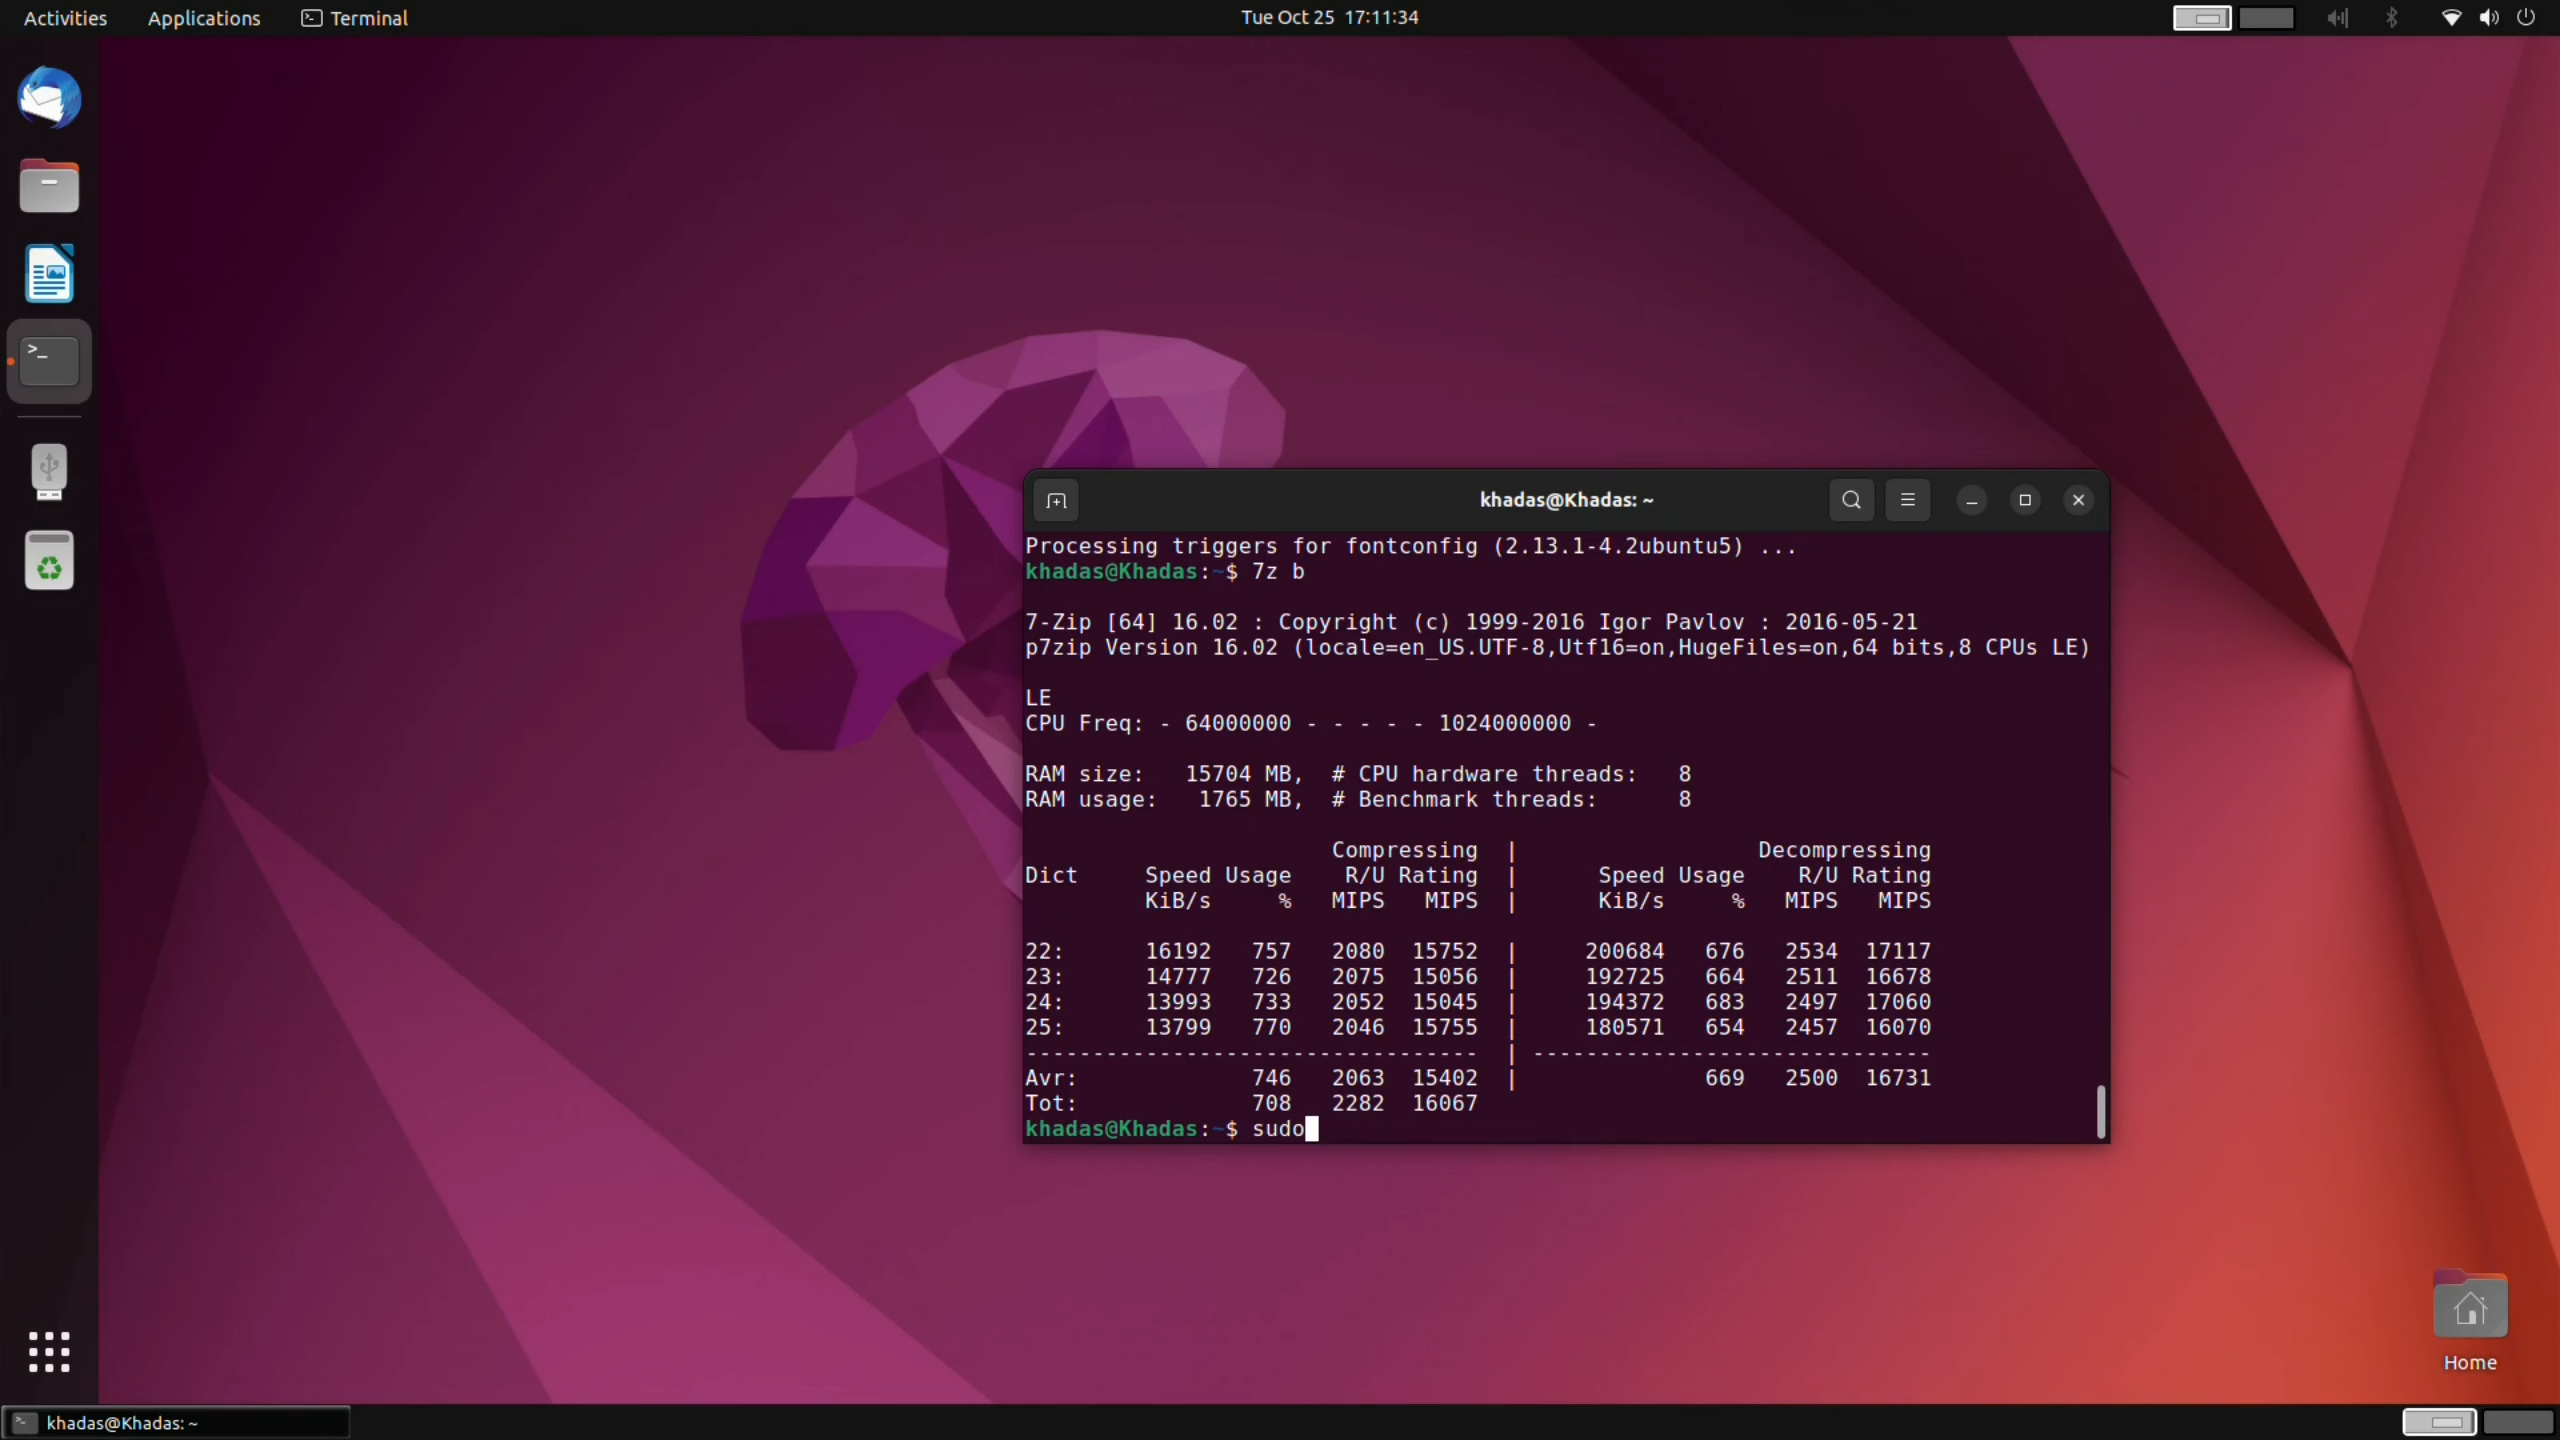 Activities Applications Terminal Tue Oct 25 17:11:34
khadas@Khadas: ~
Processing triggers for fontconfig (2.13.1-4.2ubuntu5) ...
khadas@Khadas:~$ 7z b
7-Zip [64] 16.02 : Copyright (c) 1999-2016 Igor Pavlov : 2016-05-21
p7zip Version 16.02 (locale=en_US.UTF-8,Utf16=on,HugeFiles=on,64 bits,8 CPUs LE)
LE
CPU Freq: - 64000000 - - - - - 1024000000 -
RAM size:   15704 MB,  # CPU hardware threads:   8
RAM usage:   1765 MB,  # Benchmark threads:      8
                       Compressing  |                  Decompressing
Dict     Speed Usage    R/U Rating  |      Speed Usage    R/U Rating
         KiB/s     %   MIPS   MIPS  |      KiB/s     %   MIPS   MIPS
22:      16192   757   2080  15752  |     200684   676   2534  17117
23:      14777   726   2075  15056  |     192725   664   2511  16678
24:      13993   733   2052  15045  |     194372   683   2497  17060
25:      13799   770   2046  15755  |     180571   654   2457  16070
----------------------------------  | ------------------------------
Avr:             746   2063  15402  |              669   2500  16731
Tot:             708   2282  16067
khadas@Khadas:~$ sudo
Home
khadas@Khadas: ~